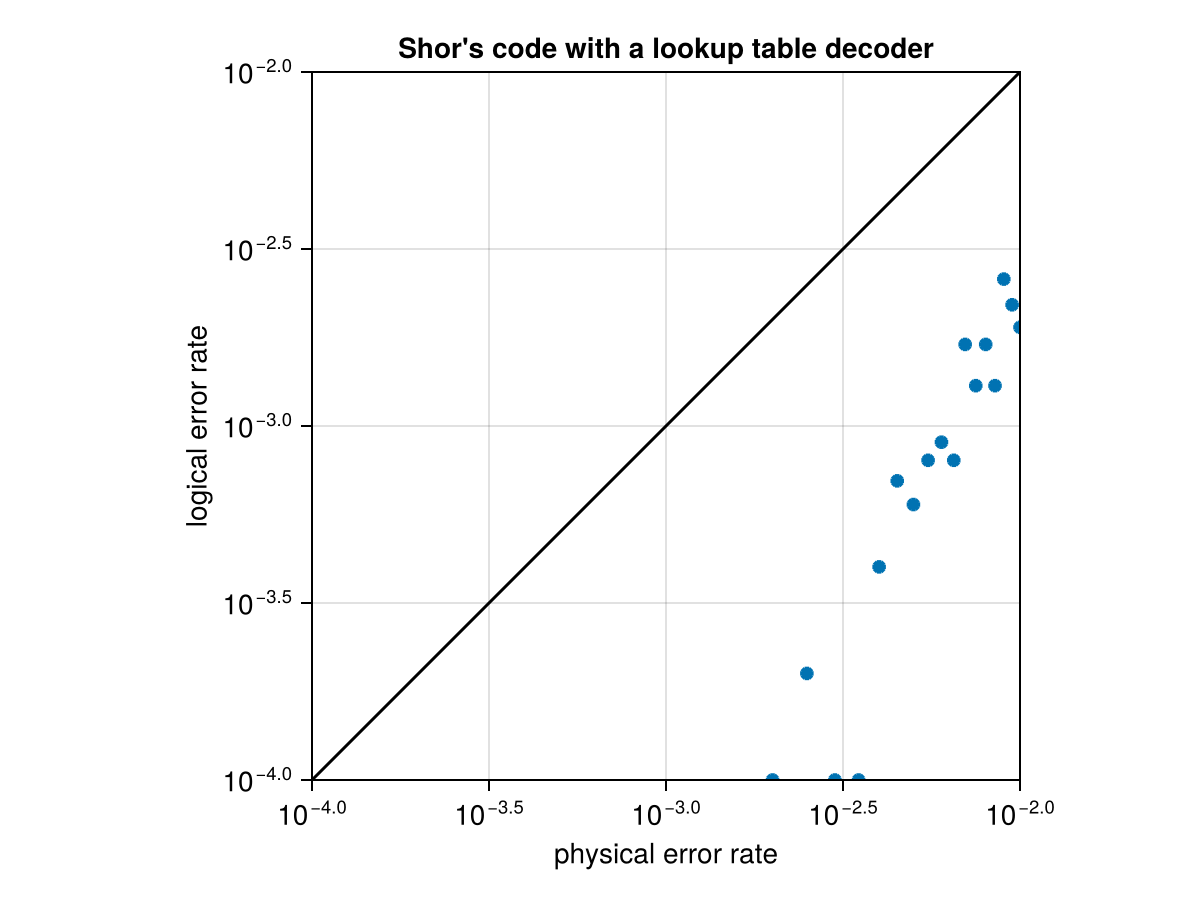 Shor's code with a lookup table decoder
10⁻²·⁰
10⁻²·⁵
10⁻³·⁰
10⁻³·⁵
10⁻⁴·⁰
logical error rate
10⁻⁴·⁰ 10⁻³·⁵ 10⁻³·⁰ 10⁻²·⁵ 10⁻²·⁰
physical error rate